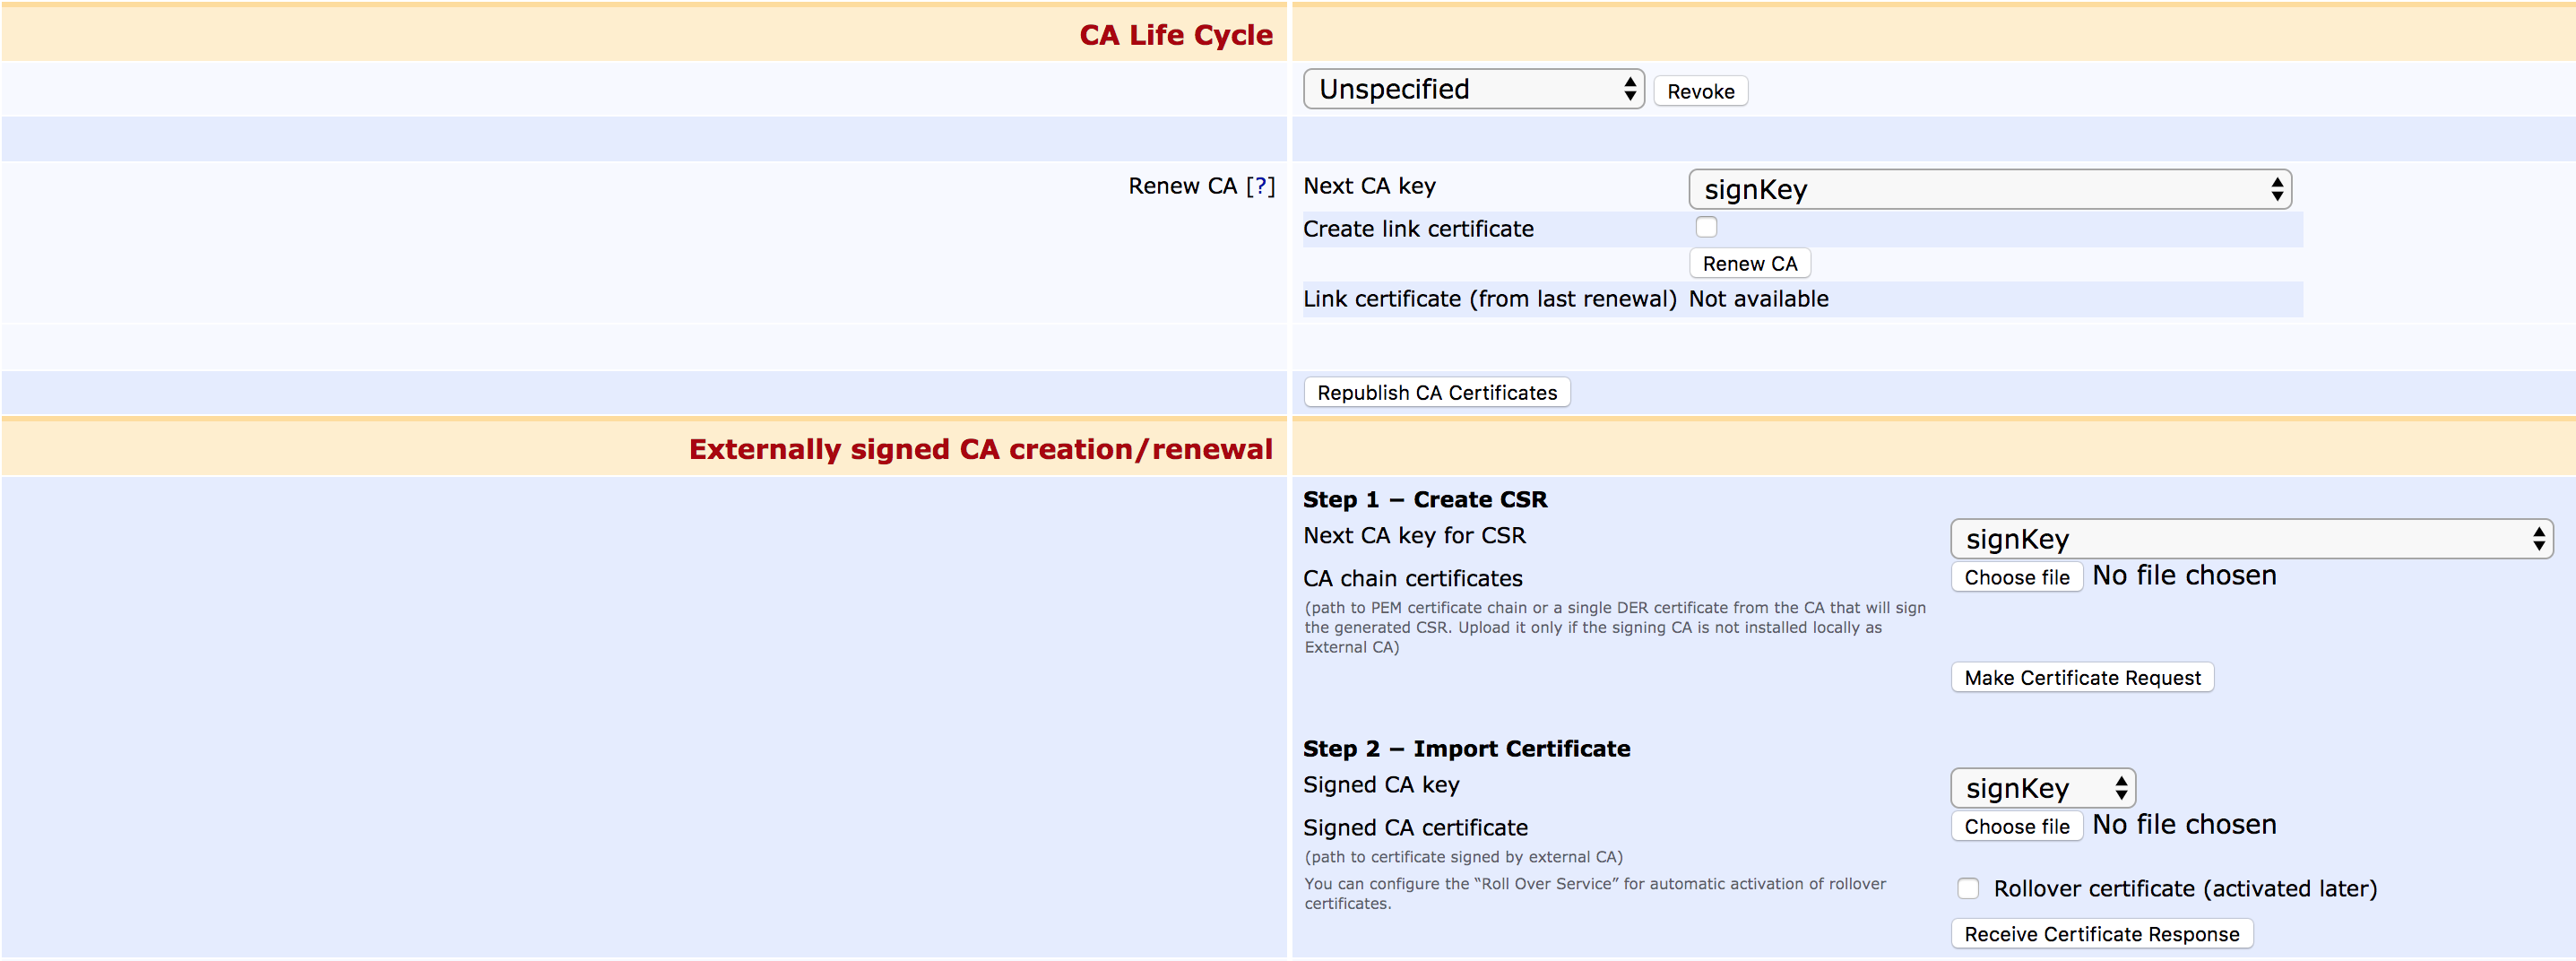 CA Life Cycle
Unspecified Revoke
Renew CA [?] Next CA key signKey
Create link certificate
Renew CA
Link certificate (from last renewal) Not available
Republish CA Certificates
Externally signed CA creation/renewal
Step 1 – Create CSR
Next CA key for CSR signKey
CA chain certificates Choose file No file chosen
(path to PEM certificate chain or a single DER certificate from the CA that will sign
the generated CSR. Upload it only if the signing CA is not installed locally as
External CA)
Make Certificate Request
Step 2 – Import Certificate
Signed CA key signKey
Signed CA certificate Choose file No file chosen
(path to certificate signed by external CA)
You can configure the “Roll Over Service” for automatic activation of rollover
certificates.
Rollover certificate (activated later)
Receive Certificate Response